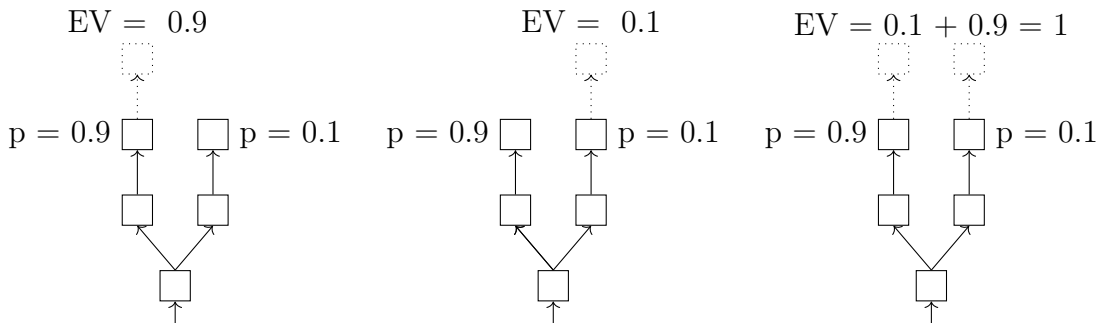 EV = 0.9
EV = 0.1
EV = 0.1 + 0.9 = 1
p = 0.9
p = 0.1
p = 0.9
p = 0.1
p = 0.9
p = 0.1